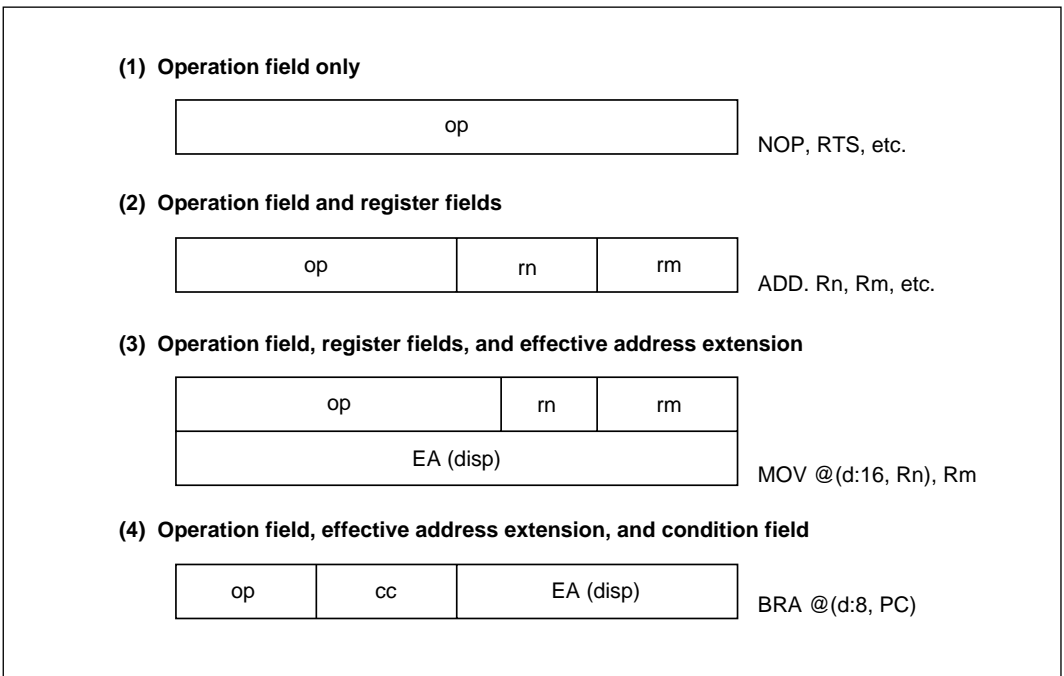 (1) Operation field only
op
NOP, RTS, etc.
(2) Operation field and register fields
op rn rm
ADD. Rn, Rm, etc.
(3) Operation field, register fields, and effective address extension
op rn rm
EA (disp)
MOV @(d:16, Rn), Rm
(4) Operation field, effective address extension, and condition field
op cc EA (disp)
BRA @(d:8, PC)